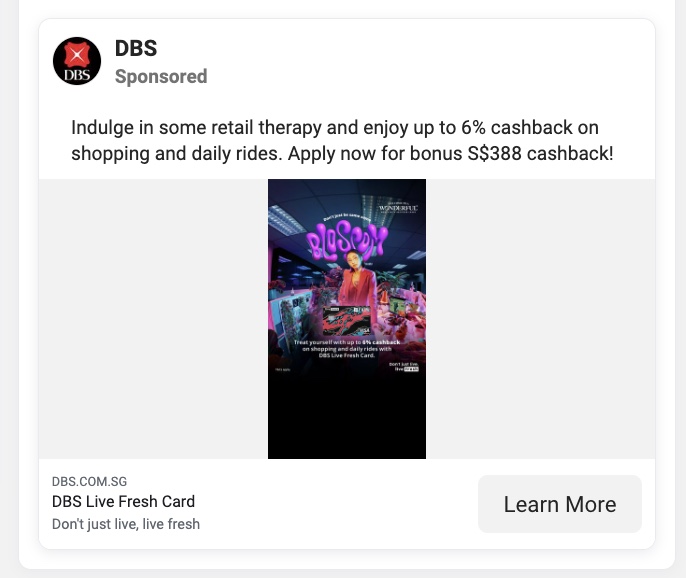 DBS
DBS
Sponsored
Indulge in some retail therapy and enjoy up to 6% cashback on
shopping and daily rides. Apply now for bonus S$388 cashback!
WONDERFUL
Don't just be some
BLOSSOM
Treat yourself with up to 6% cashback
on shopping and daily rides with
DBS Live Fresh Card.
Don't just live,
live fresh
DBS.COM.SG
DBS Live Fresh Card
Learn More
Don't just live, live fresh